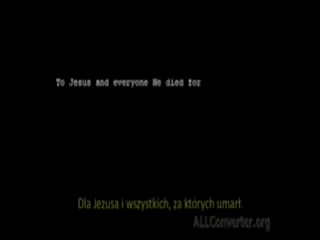 To Jesus and everyone He died for
Dla Jezusa i wszystkich, za których umarł.
ALLConverter.org